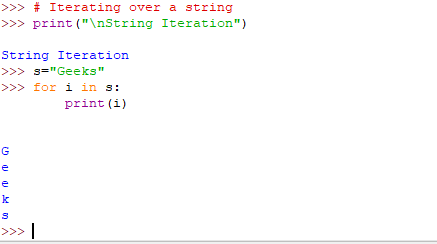 >>> # Iterating over a string
>>> print("\nString Iteration")
String Iteration
>>> s="Geeks"
>>> for i in s:
        print(i)
G
e
e
k
s
>>>